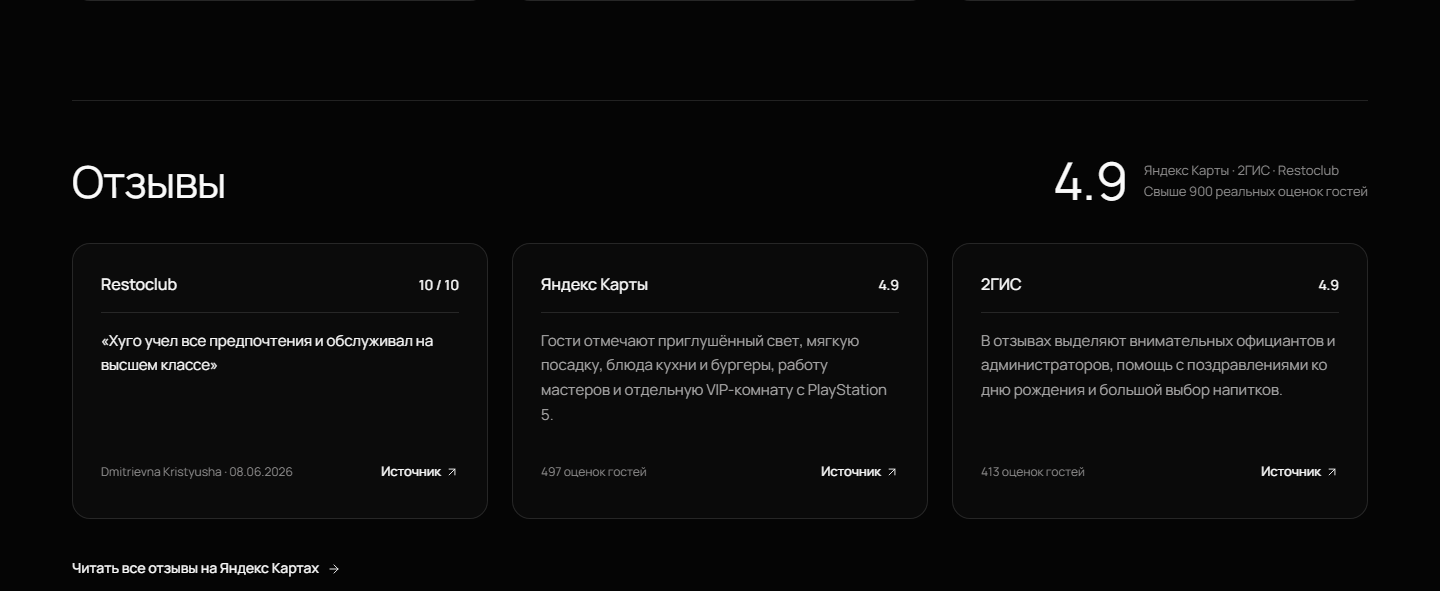 Отзывы
4.9
Яндекс Карты · 2ГИС · Restoclub
Свыше 900 реальных оценок гостей
Restoclub
10 / 10
«Хуго учел все предпочтения и обслуживал на
высшем классе»
Dmitrievna Kristyusha · 08.06.2026
Источник ↗
Яндекс Карты
4.9
Гости отмечают приглушённый свет, мягкую
посадку, блюда кухни и бургеры, работу
мастеров и отдельную VIP-комнату с PlayStation
5.
497 оценок гостей
Источник ↗
2ГИС
4.9
В отзывах выделяют внимательных официантов и
администраторов, помощь с поздравлениями ко
дню рождения и большой выбор напитков.
413 оценок гостей
Источник ↗
Читать все отзывы на Яндекс Картах →